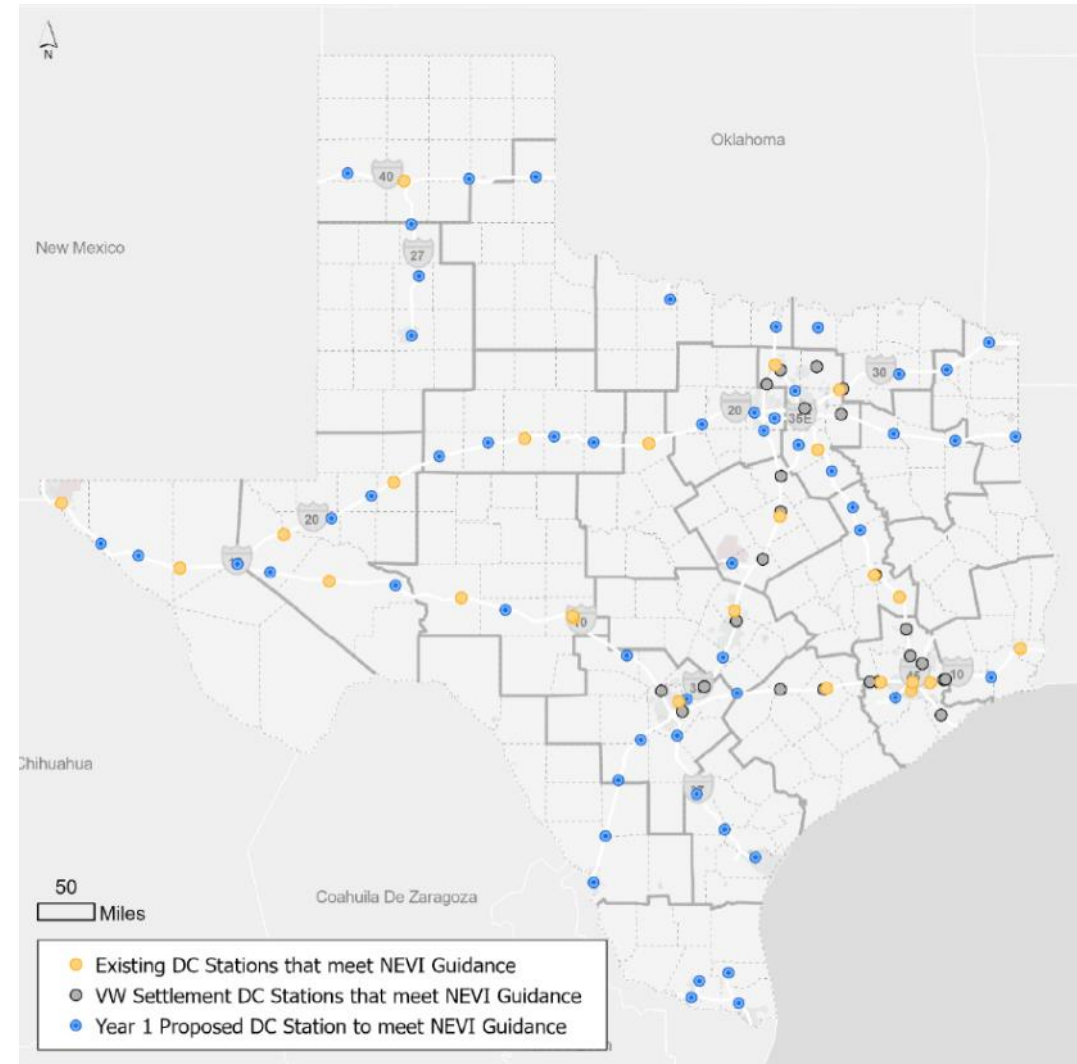 N
Oklahoma
40
New Mexico
27
30
20
35E
20
10
45
10
Chihuahua
50
Miles
Coahuila De Zaragoza
Existing DC Stations that meet NEVI Guidance
VW Settlement DC Stations that meet NEVI Guidance
Year 1 Proposed DC Station to meet NEVI Guidance